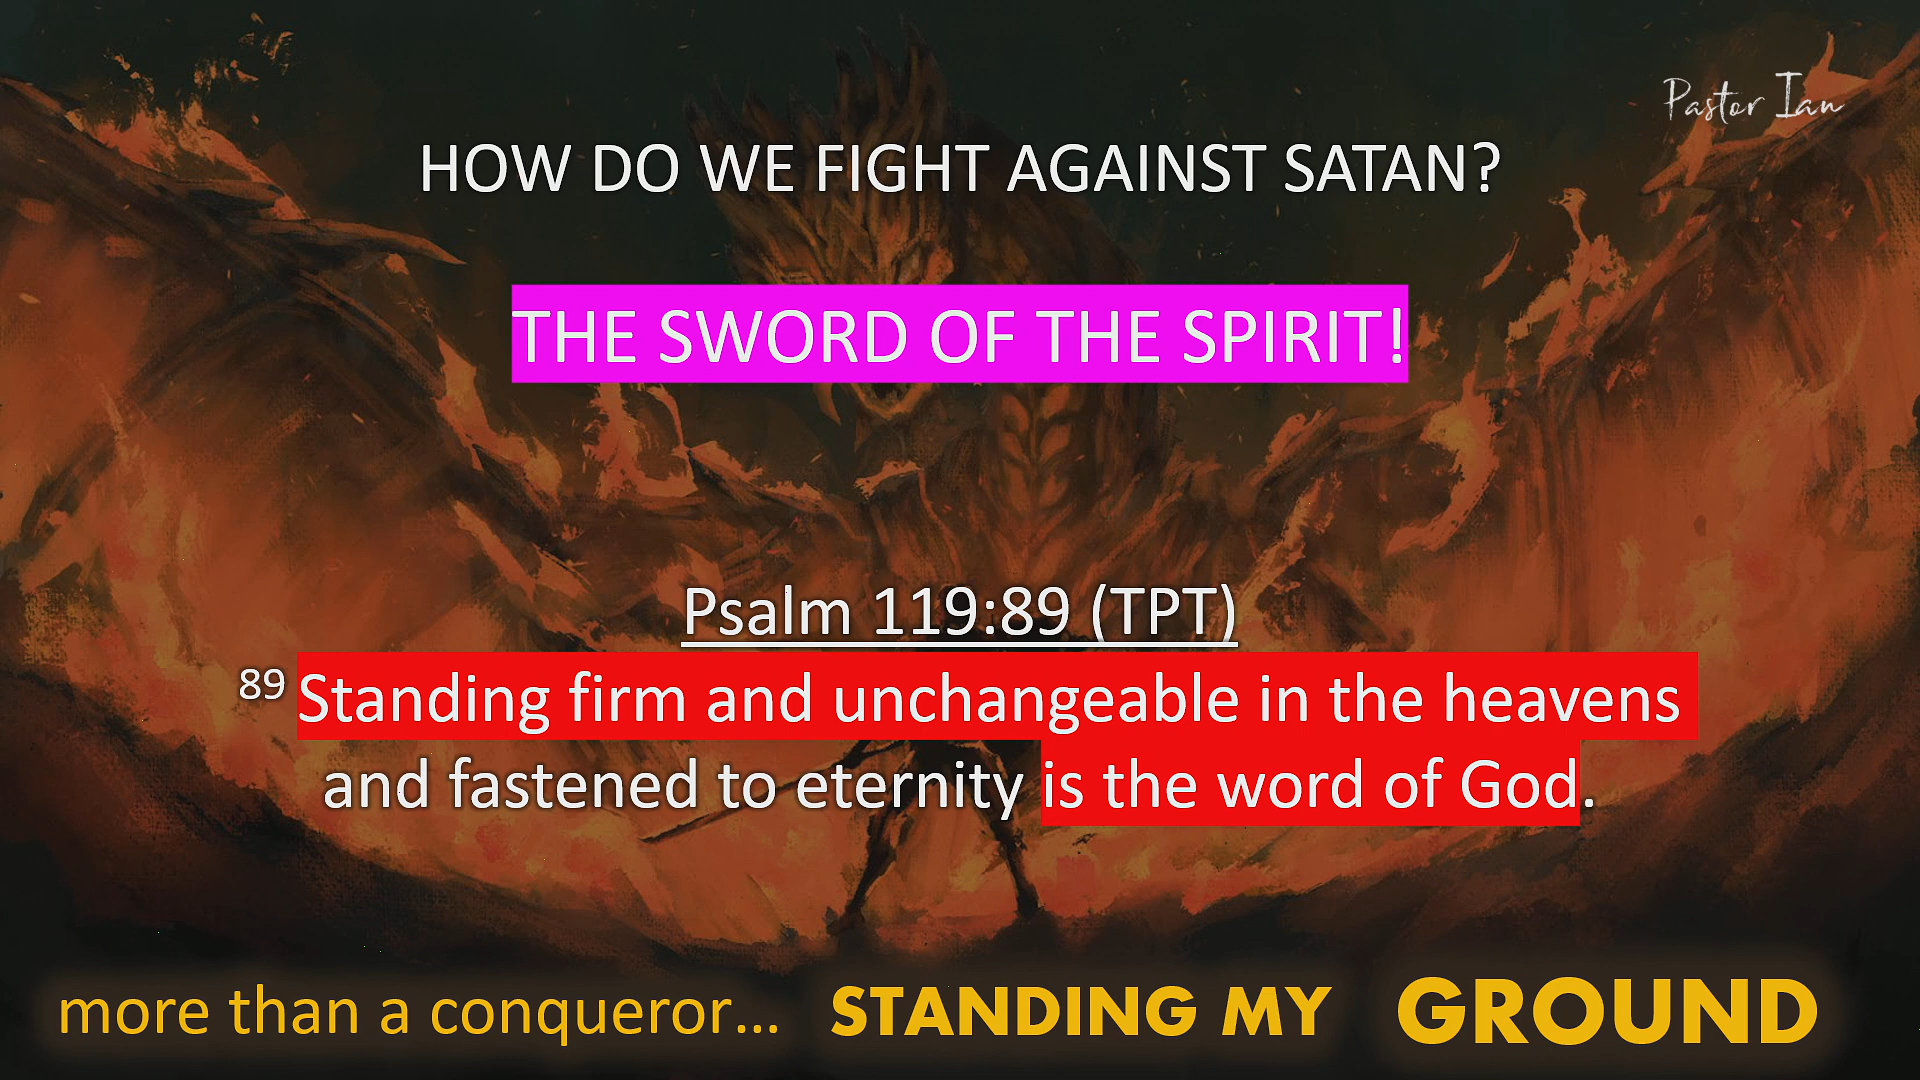 Pastor Ian
HOW DO WE FIGHT AGAINST SATAN?
THE SWORD OF THE SPIRIT!
Psalm 119:89 (TPT)
89 Standing firm and unchangeable in the heavens
and fastened to eternity is the word of God.
more than a conqueror... STANDING MY GROUND